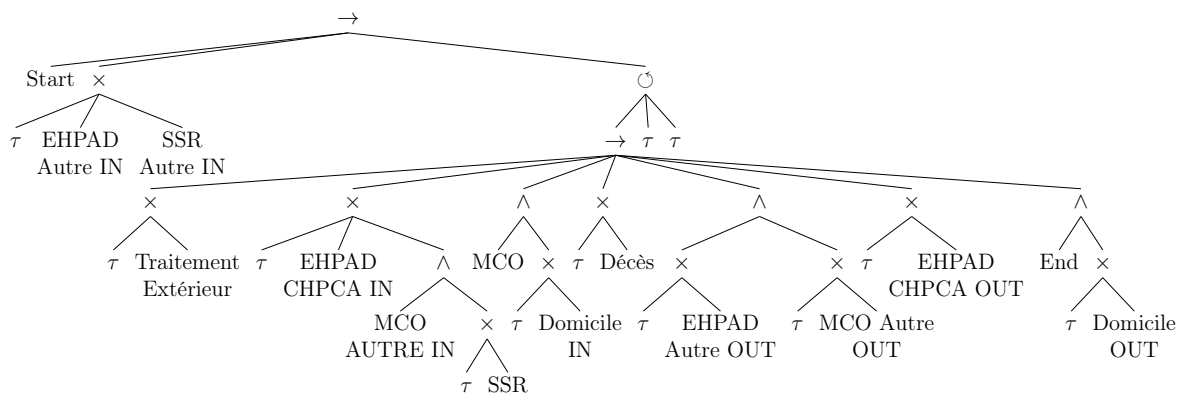 →
Start × ↺
τ EHPAD SSR → τ τ
Autre IN Autre IN
× × ∧ × ∧ × ∧
τ Traitement τ EHPAD ∧ MCO × τ Décès × × τ EHPAD End ×
Extérieur CHPCA IN CHPCA OUT
MCO × τ Domicile τ EHPAD τ MCO Autre τ Domicile
AUTRE IN IN Autre OUT OUT OUT
τ SSR